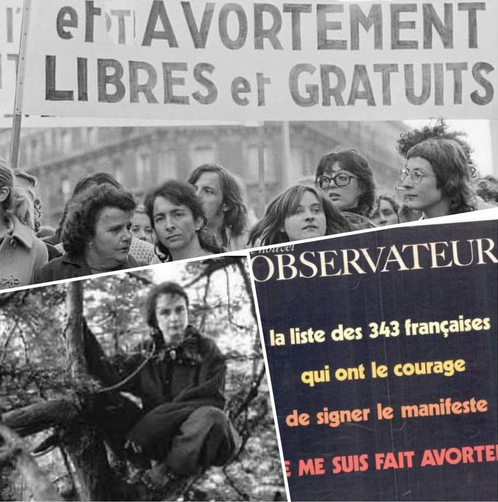 et AVORTEMENT
LIBRES et GRATUITS
OBSERVATEUR
la liste des 343 françaises
qui ont le courage
de signer le manifeste
ME SUIS FAIT AVORTE